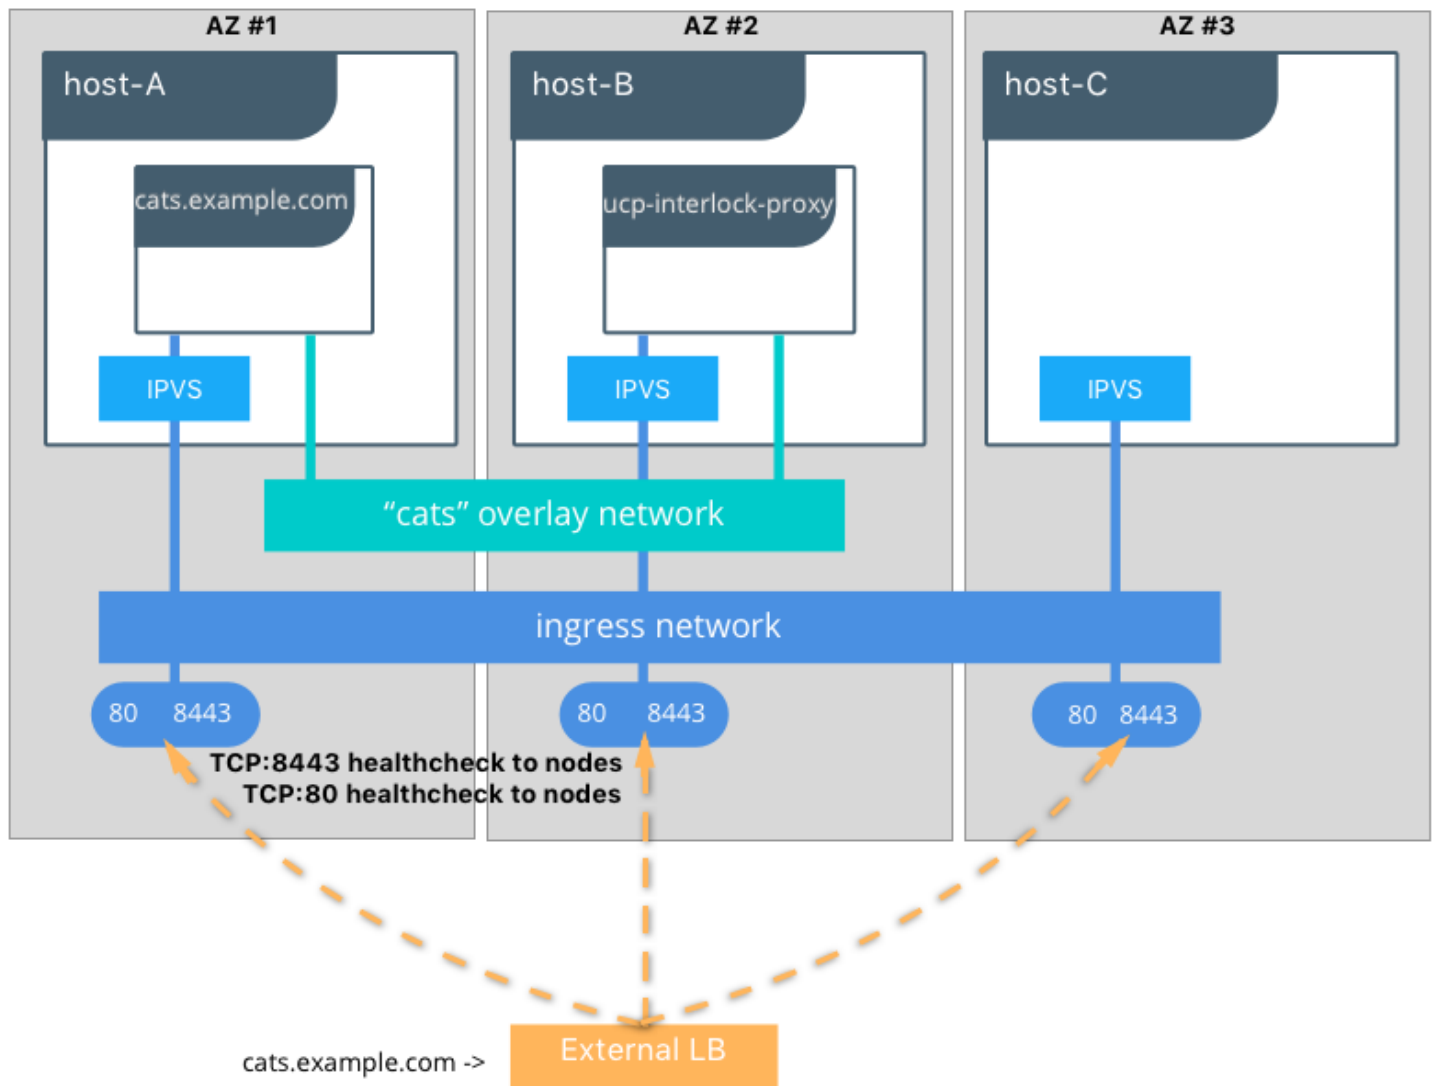 AZ #1
AZ #2
AZ #3
host-A
host-B
host-C
cats.example.com
ucp-interlock-proxy
IPVS
IPVS
IPVS
“cats” overlay network
ingress network
80 8443
80 8443
80 8443
TCP:8443 healthcheck to nodes
TCP:80 healthcheck to nodes
External LB
cats.example.com ->